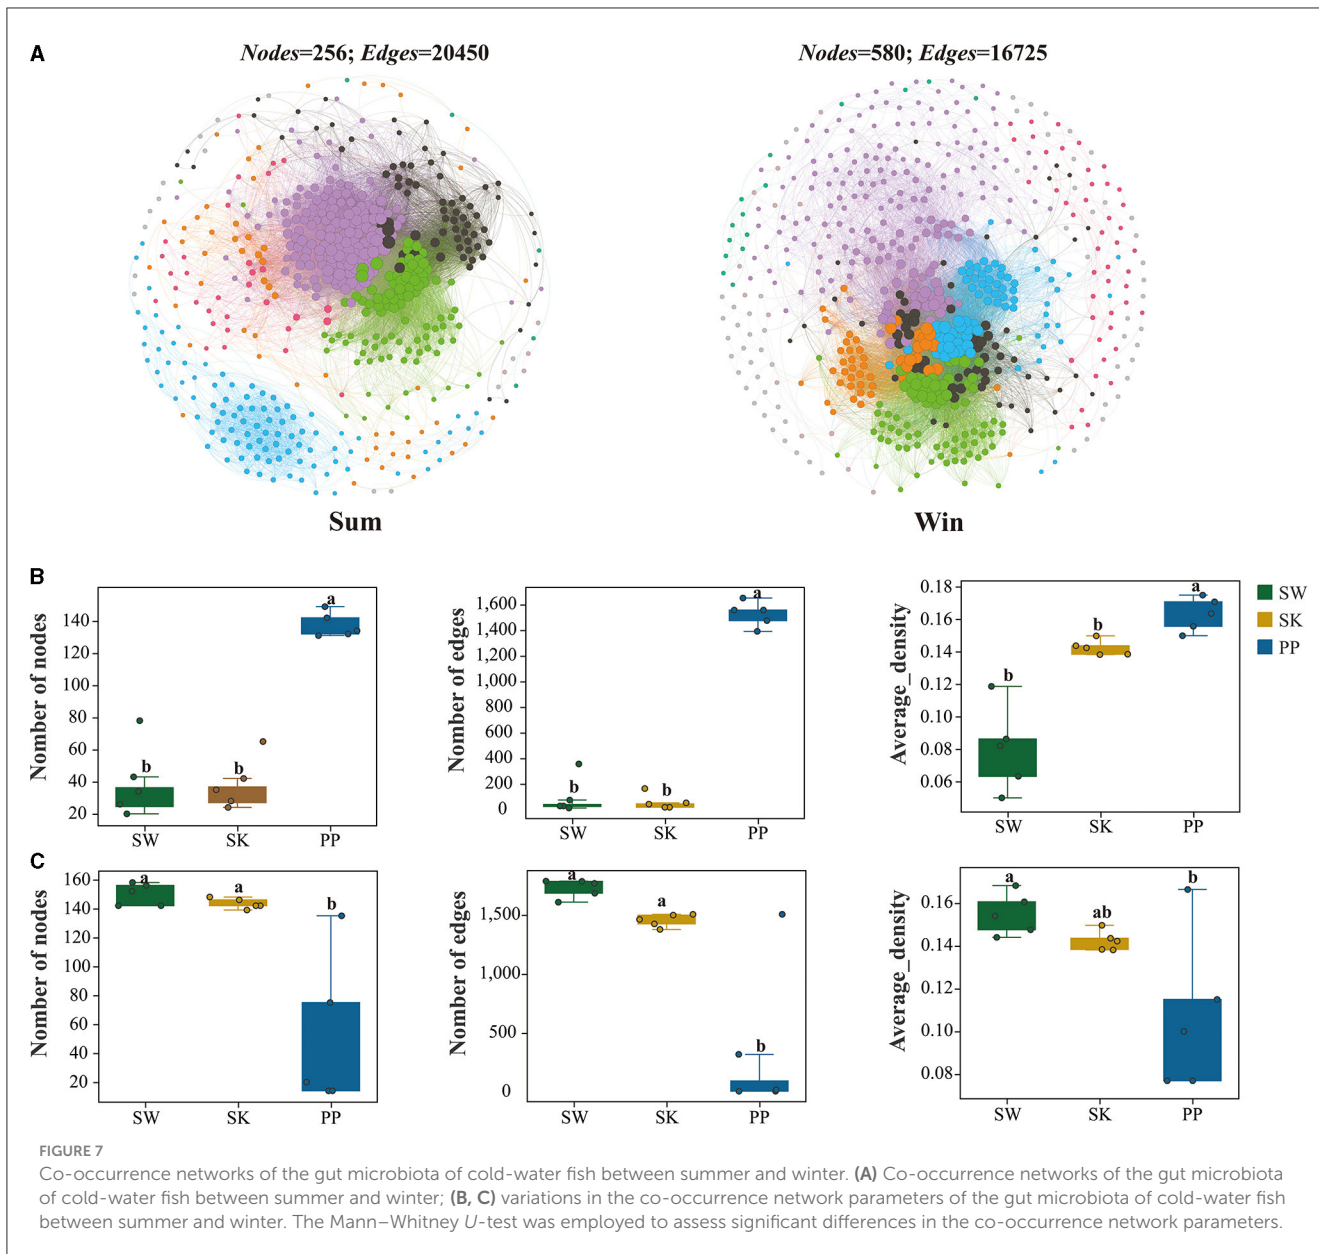 A
Nodes=256; Edges=20450
Nodes=580; Edges=16725
Sum
Win
B
Nomber of nodes
140
120
100
80
60
40
20
b
b
a
SW
SK
PP
Nomber of edges
1,600
1,400
1,200
1,000
800
600
400
200
0
b
b
a
SW
SK
PP
Average_density
0.18
0.16
0.14
0.12
0.10
0.08
0.06
b
b
a
SW
SK
PP
SW
SK
PP
C
Nomber of nodes
160
140
120
100
80
60
40
20
a
a
b
SW
SK
PP
Nomber of edges
1,500
1,000
500
0
a
a
b
SW
SK
PP
Average_density
0.16
0.14
0.12
0.10
0.08
a
ab
b
SW
SK
PP
FIGURE 7
Co-occurrence networks of the gut microbiota of cold-water fish between summer and winter. (A) Co-occurrence networks of the gut microbiota
of cold-water fish between summer and winter; (B, C) variations in the co-occurrence network parameters of the gut microbiota of cold-water fish
between summer and winter. The Mann–Whitney U-test was employed to assess significant differences in the co-occurrence network parameters.